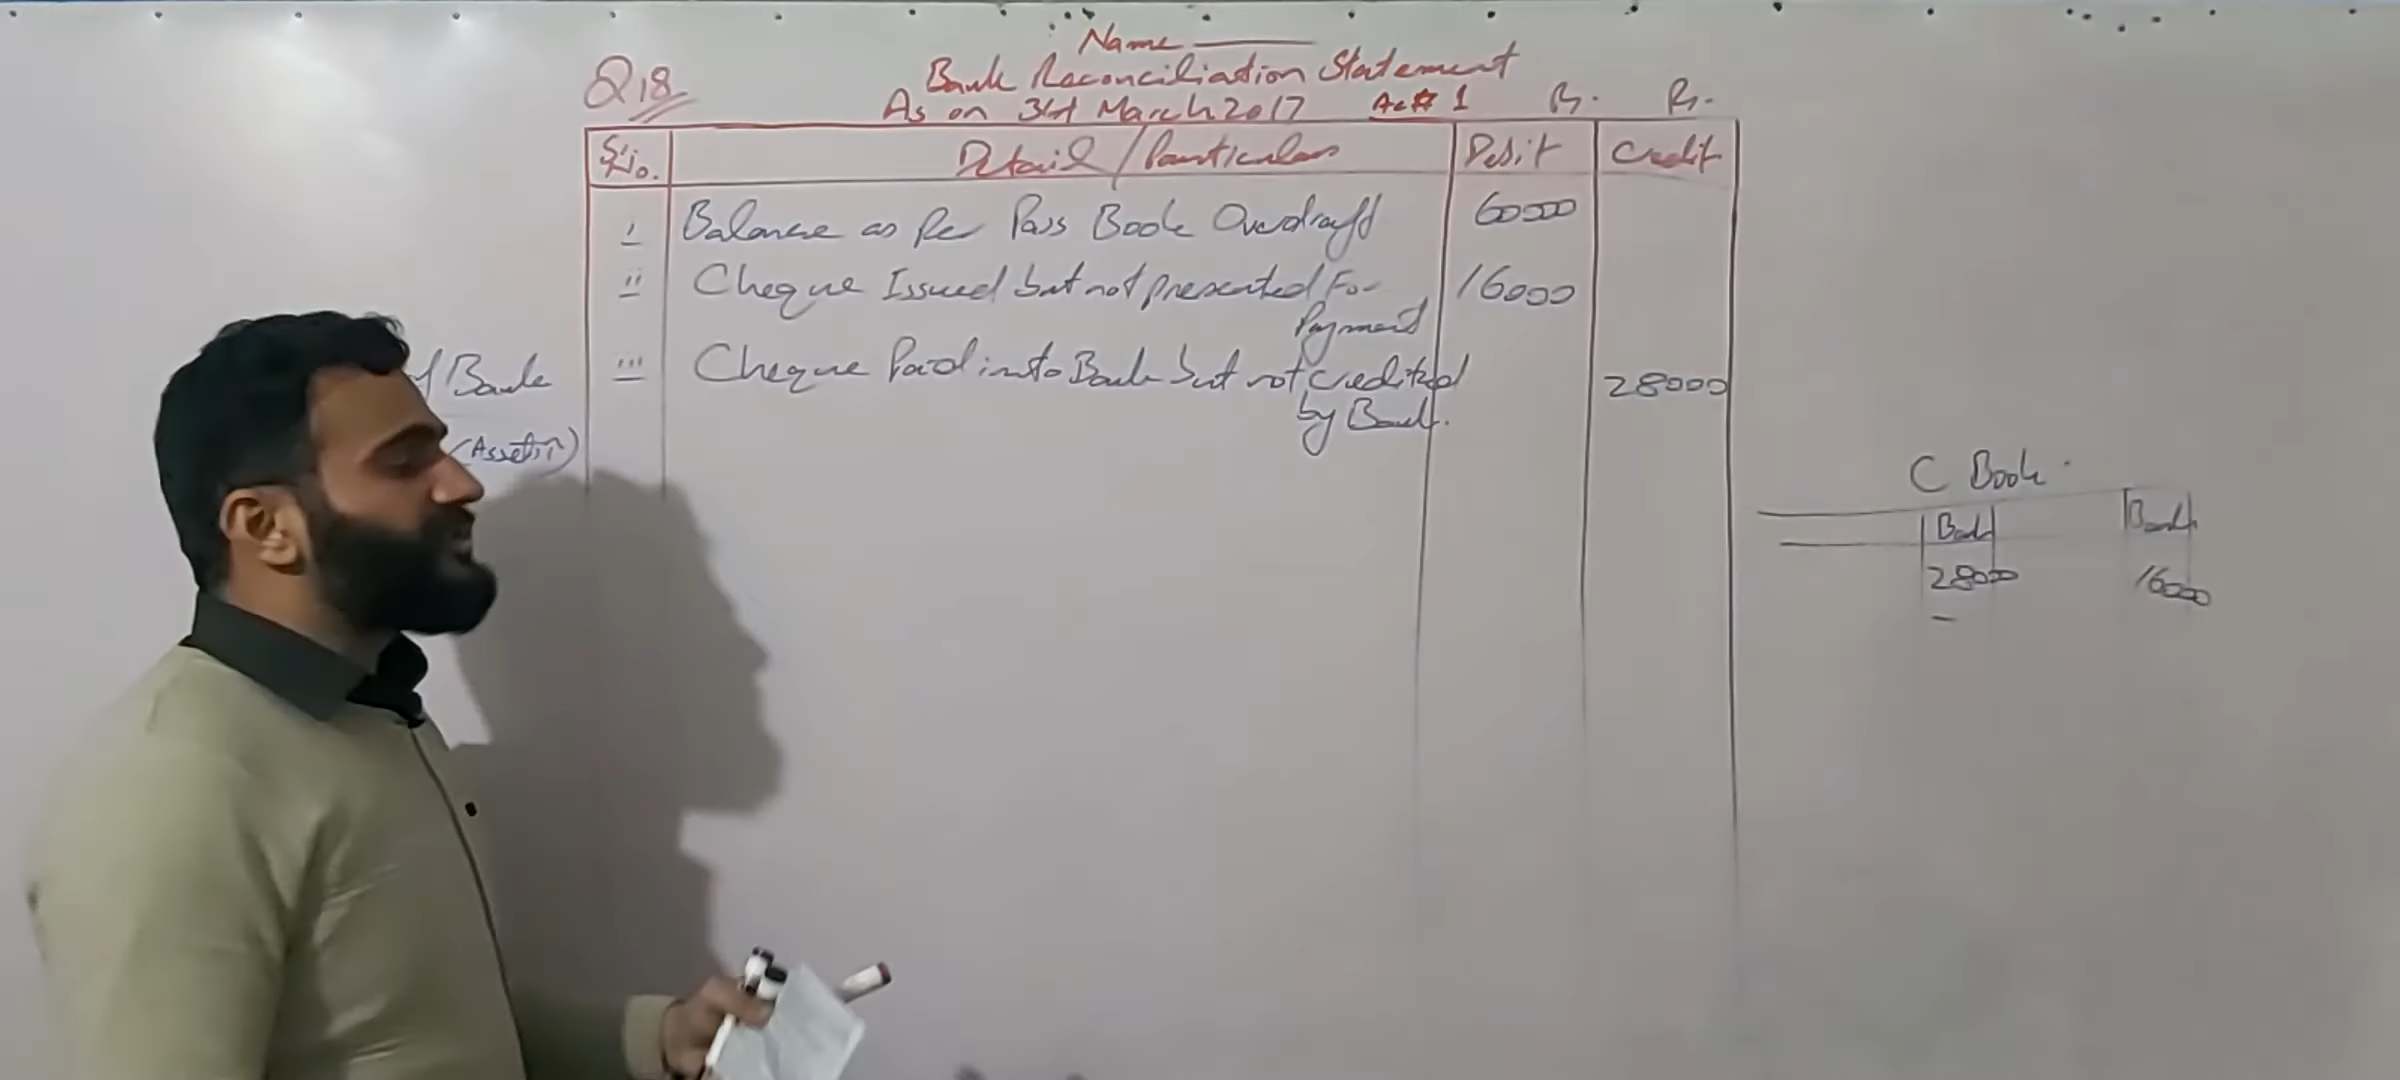 Name
Q18
Bank Reconciliation Statement
As on 31st March 2017 Ac# 1 Rs. Rs.
S.No. Detail / Particulars Debit Credit
i Balance as Per Pass Book Overdraft 60000
ii Cheque Issued but not presented For 16000
Payment
iii Cheque Paid into Bank but not credited 28000
by Bank.
Bank
(Assets)
C Book
Bank Bank
28000 16000